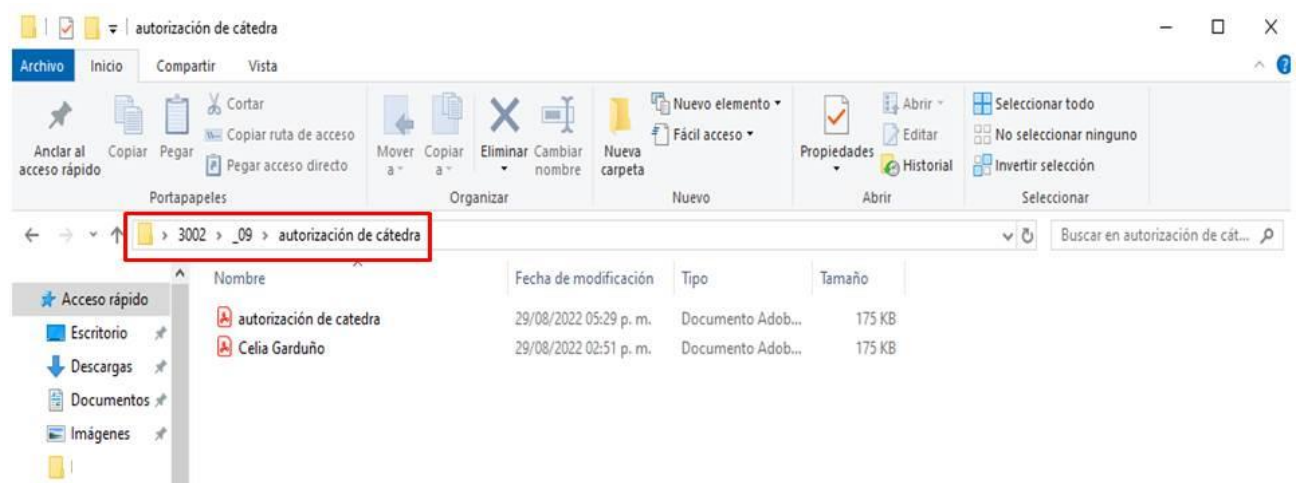 autorización de cátedra
Archivo Inicio Compartir Vista
Anclar al acceso rápido
Copiar
Pegar
Cortar
Copiar ruta de acceso
Pegar acceso directo
Portapapeles
Mover a
Copiar a
Eliminar
Cambiar nombre
Organizar
Nueva carpeta
Nuevo elemento
Fácil acceso
Nuevo
Propiedades
Abrir
Editar
Historial
Abrir
Seleccionar todo
No seleccionar ninguno
Invertir selección
Seleccionar
> 3002 > _09 > autorización de cátedra
Buscar en autorización de cát...
Nombre Fecha de modificación Tipo Tamaño
autorización de catedra 29/08/2022 05:29 p. m. Documento Adob... 175 KB
Celia Garduño 29/08/2022 02:51 p. m. Documento Adob... 175 KB
Acceso rápido
Escritorio
Descargas
Documentos
Imágenes